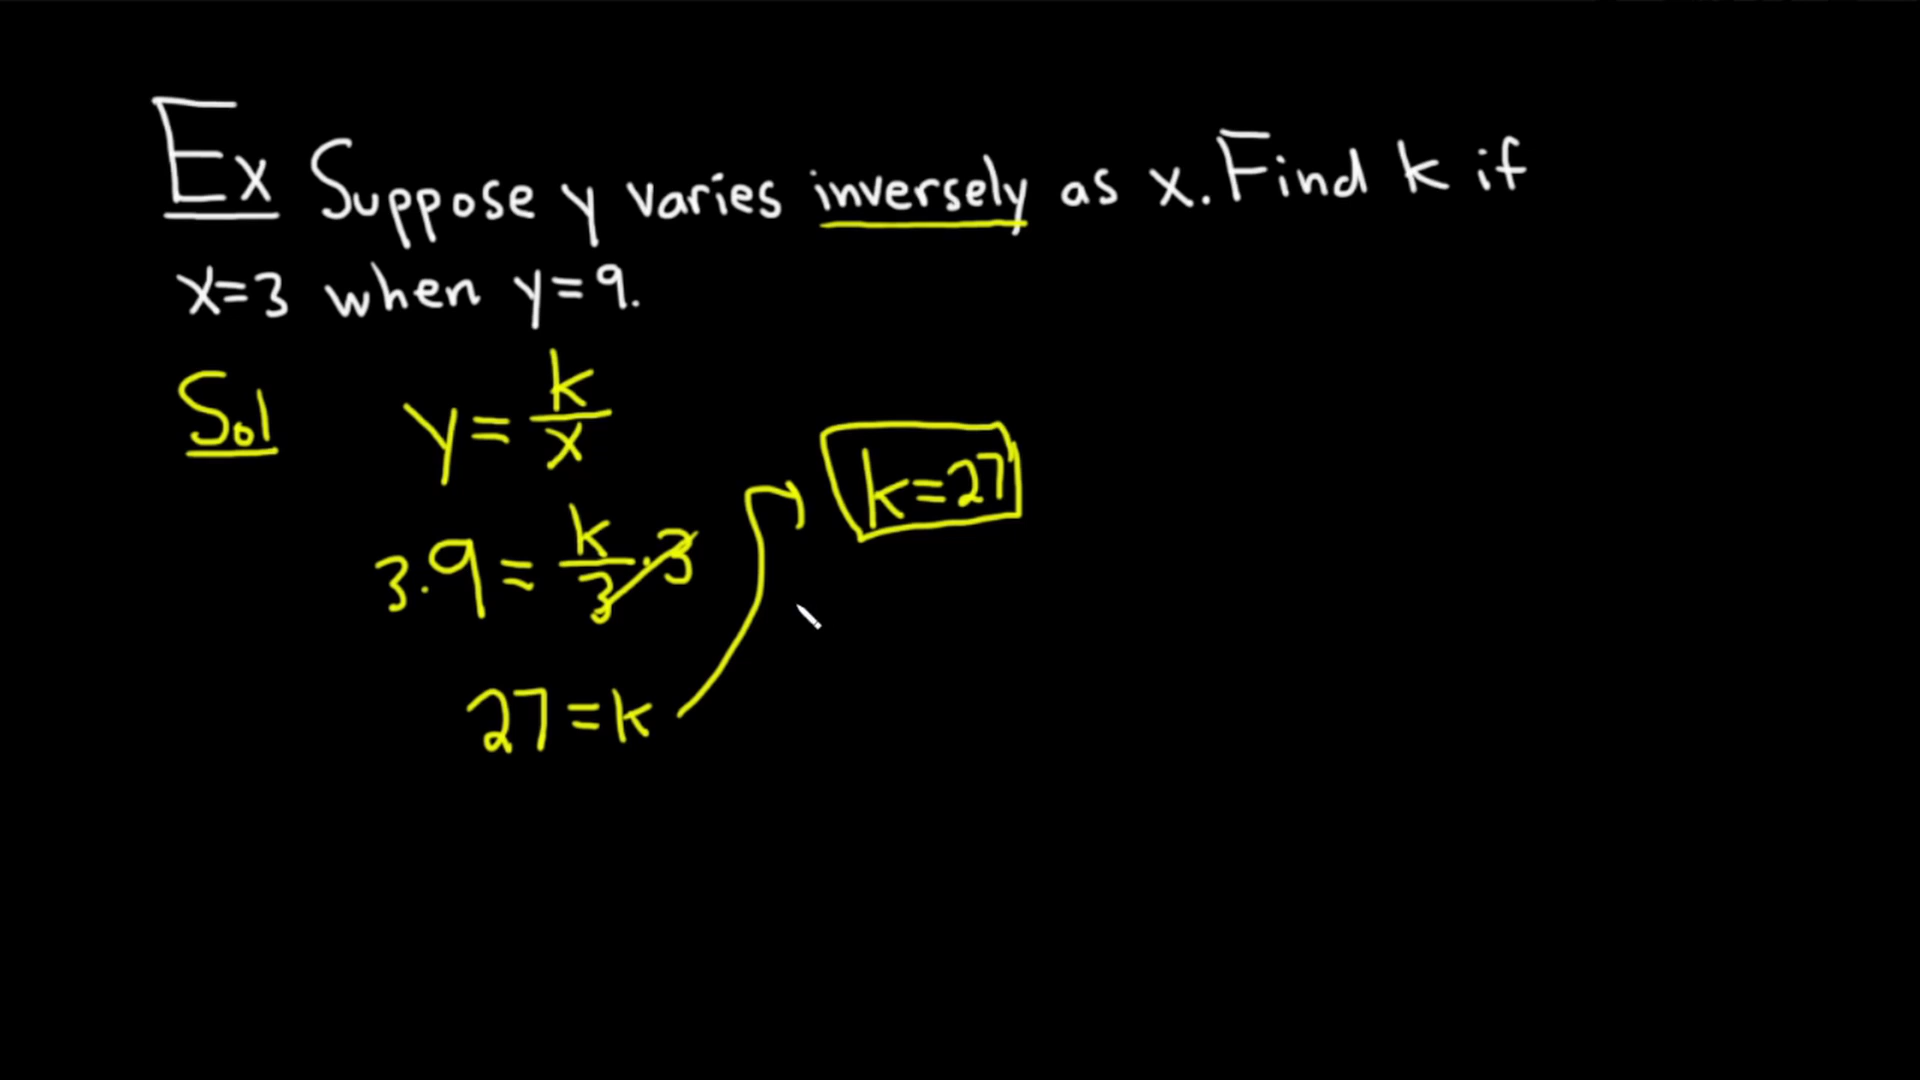 Ex Suppose y varies inversely as x. Find k if
x=3 when y=9.
Sol y = k/x
k=27
3·9 = k/3 · 3
27 = k